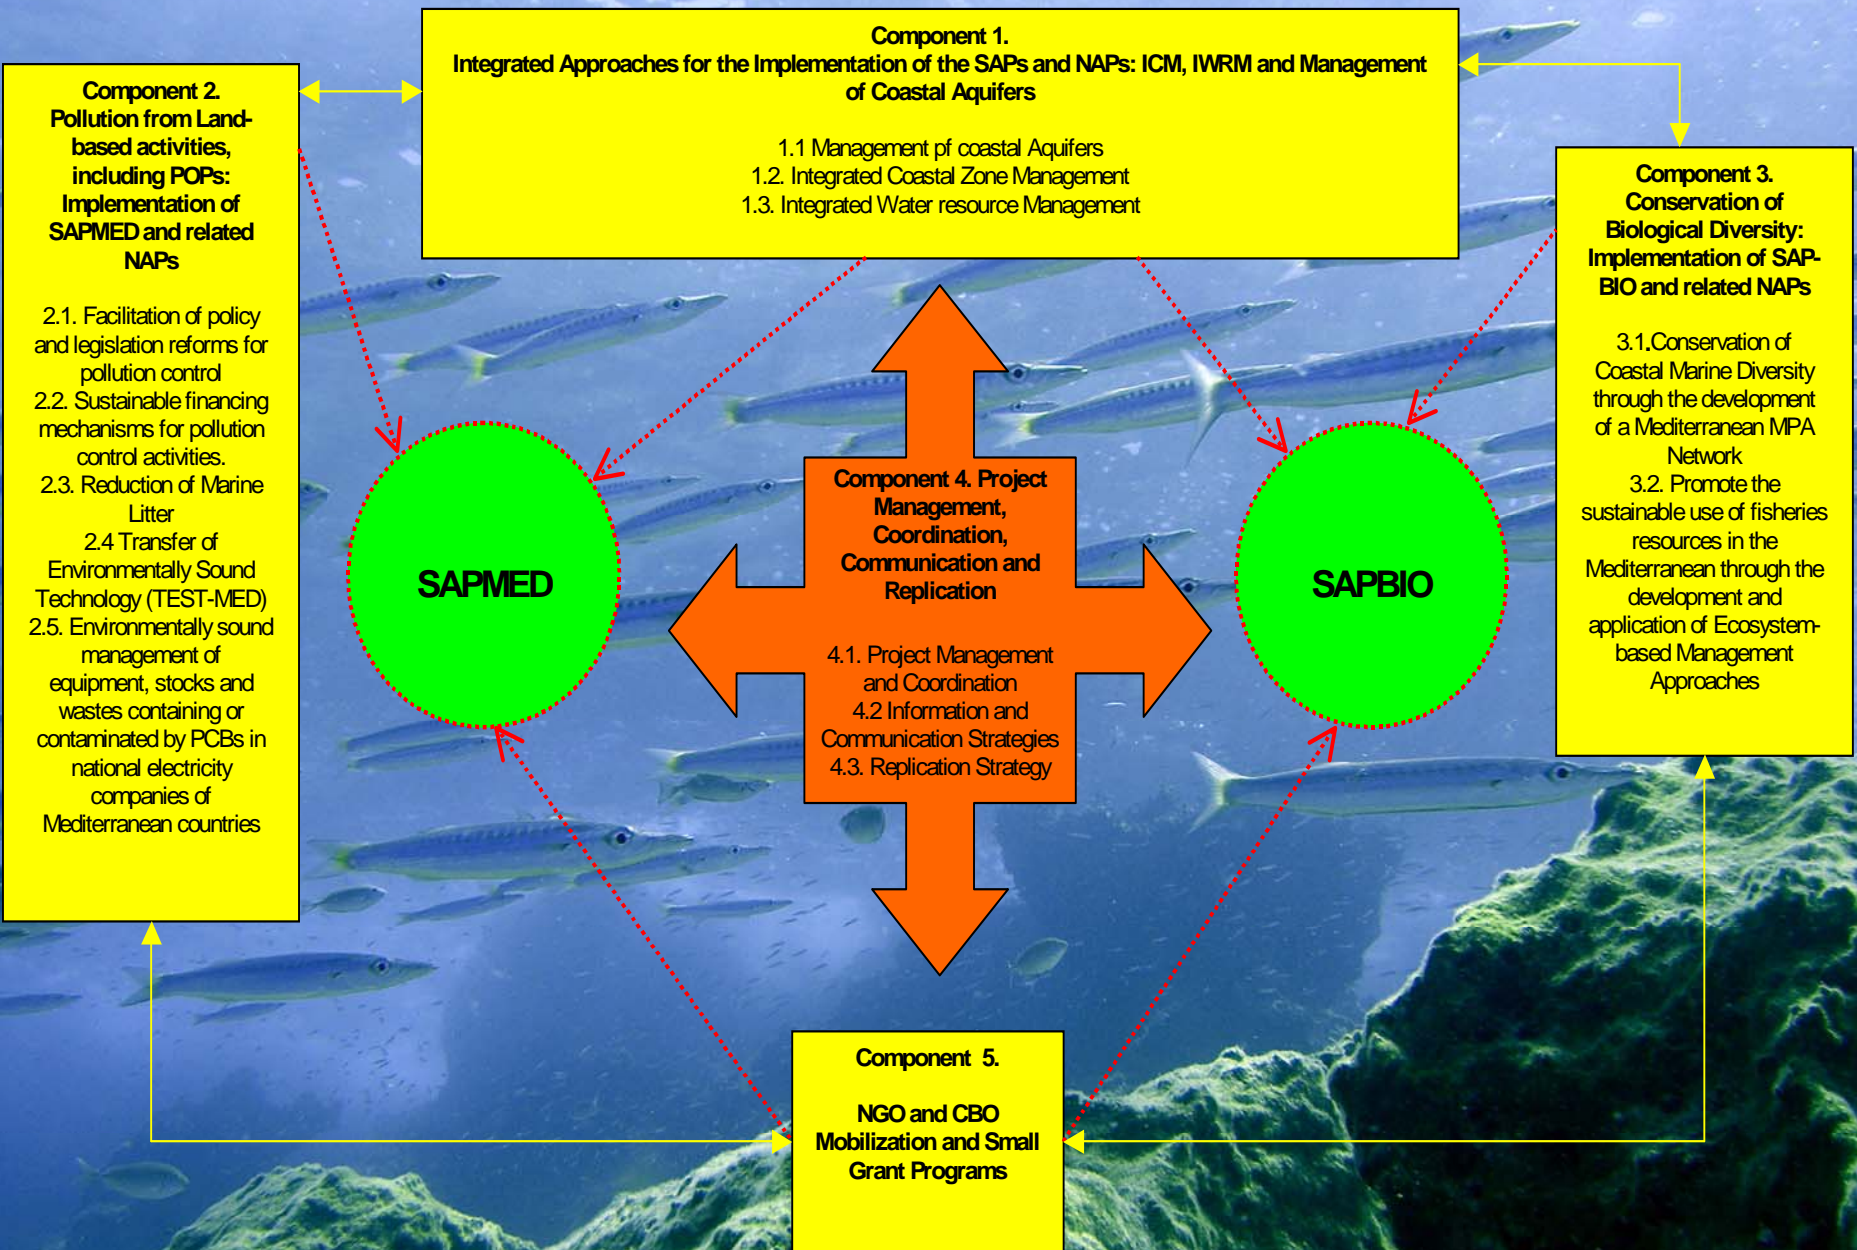 Component 1.
Integrated Approaches for the Implementation of the SAPs and NAPs: ICM, IWRM and Management
of Coastal Aquifers
1.1 Management pf coastal Aquifers
1.2. Integrated Coastal Zone Management
1.3. Integrated Water resource Management
Component 2.
Pollution from Land-
based activities,
including POPs:
Implementation of
SAPMED and related
NAPs
2.1. Facilitation of policy
and legislation reforms for
pollution control
2.2. Sustainable financing
mechanisms for pollution
control activities.
2.3. Reduction of Marine
Litter
2.4 Transfer of
Environmentally Sound
Technology (TEST-MED)
2.5. Environmentally sound
management of
equipment, stocks and
wastes containing or
contaminated by PCBs in
national electricity
companies of
Mediterranean countries
Component 3.
Conservation of
Biological Diversity:
Implementation of SAP-
BIO and related NAPs
3.1.Conservation of
Coastal Marine Diversity
through the development
of a Mediterranean MPA
Network
3.2. Promote the
sustainable use of fisheries
resources in the
Mediterranean through the
development and
application of Ecosystem-
based Management
Approaches
SAPMED
Component 4. Project
Management,
Coordination,
Communication and
Replication
4.1. Project Management
and Coordination
4.2 Information and
Communication Strategies
4.3. Replication Strategy
SAPBIO
Component 5.
NGO and CBO
Mobilization and Small
Grant Programs